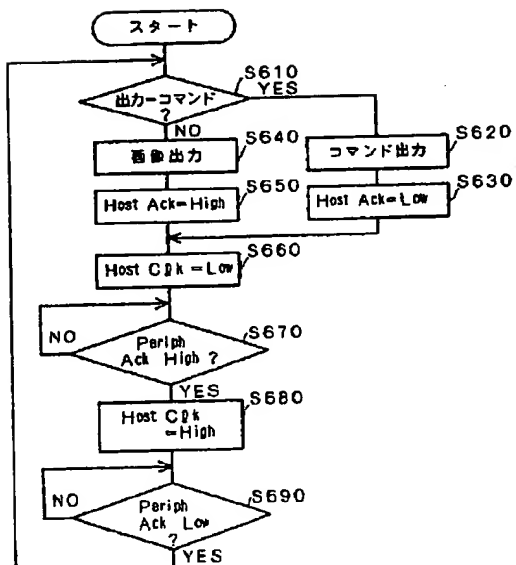 スタート
S610
出力=コマンド
?
YES
NO
S640
画像出力
S620
コマンド出力
S650
Host Ack=High
S630
Host Ack=Low
S660
Host Clk=Low
S670
NO
Periph
Ack High ?
YES
S680
Host Clk
=High
S690
NO
Periph
Ack Low
?
YES